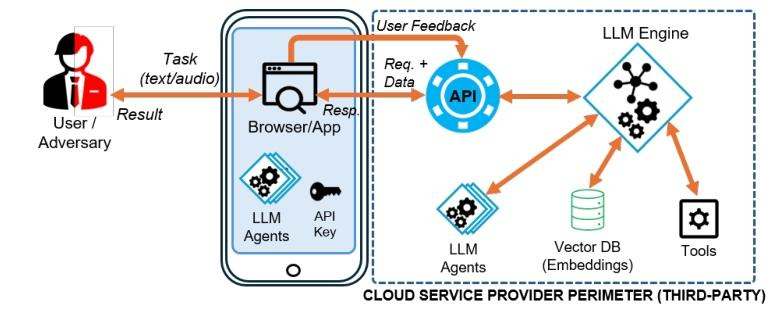 User Feedback
LLM Engine
Task
(text/audio)
Req. +
Data
API
Result
Resp.
User /
Adversary
Browser/App
LLM
Agents
API
Key
LLM
Agents
Vector DB
(Embeddings)
Tools
CLOUD SERVICE PROVIDER PERIMETER (THIRD-PARTY)